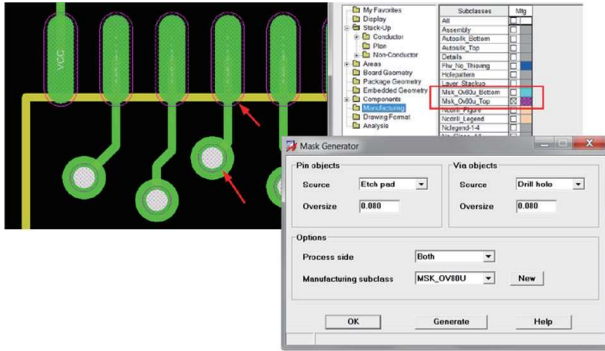 VCC
My Favorites
Display
Stack-Up
Conductor
Plan
Non-Conductor
Areas
Board Geometry
Package Geometry
Embedded Geometry
Components
Manufacturing
Drawing Format
Analysis
Subclasses
Mfg
All
Assembly
Autosilk_Bottom
Autosilk_Top
Details
Holepattern
Layer_Stackup
Msk_Ov80u_Bottom
Msk_Ov80u_Top
Ncdrill_Figure
Ncdrill_Legend
Nclegend-1-4
Mask Generator
Pin objects
Source Etch pad
Oversize 0.080
Via objects
Source Drill hole
Oversize 0.080
Options
Process side Both
Manufacturing subclass MSK_OV80U New
OK Generate Help